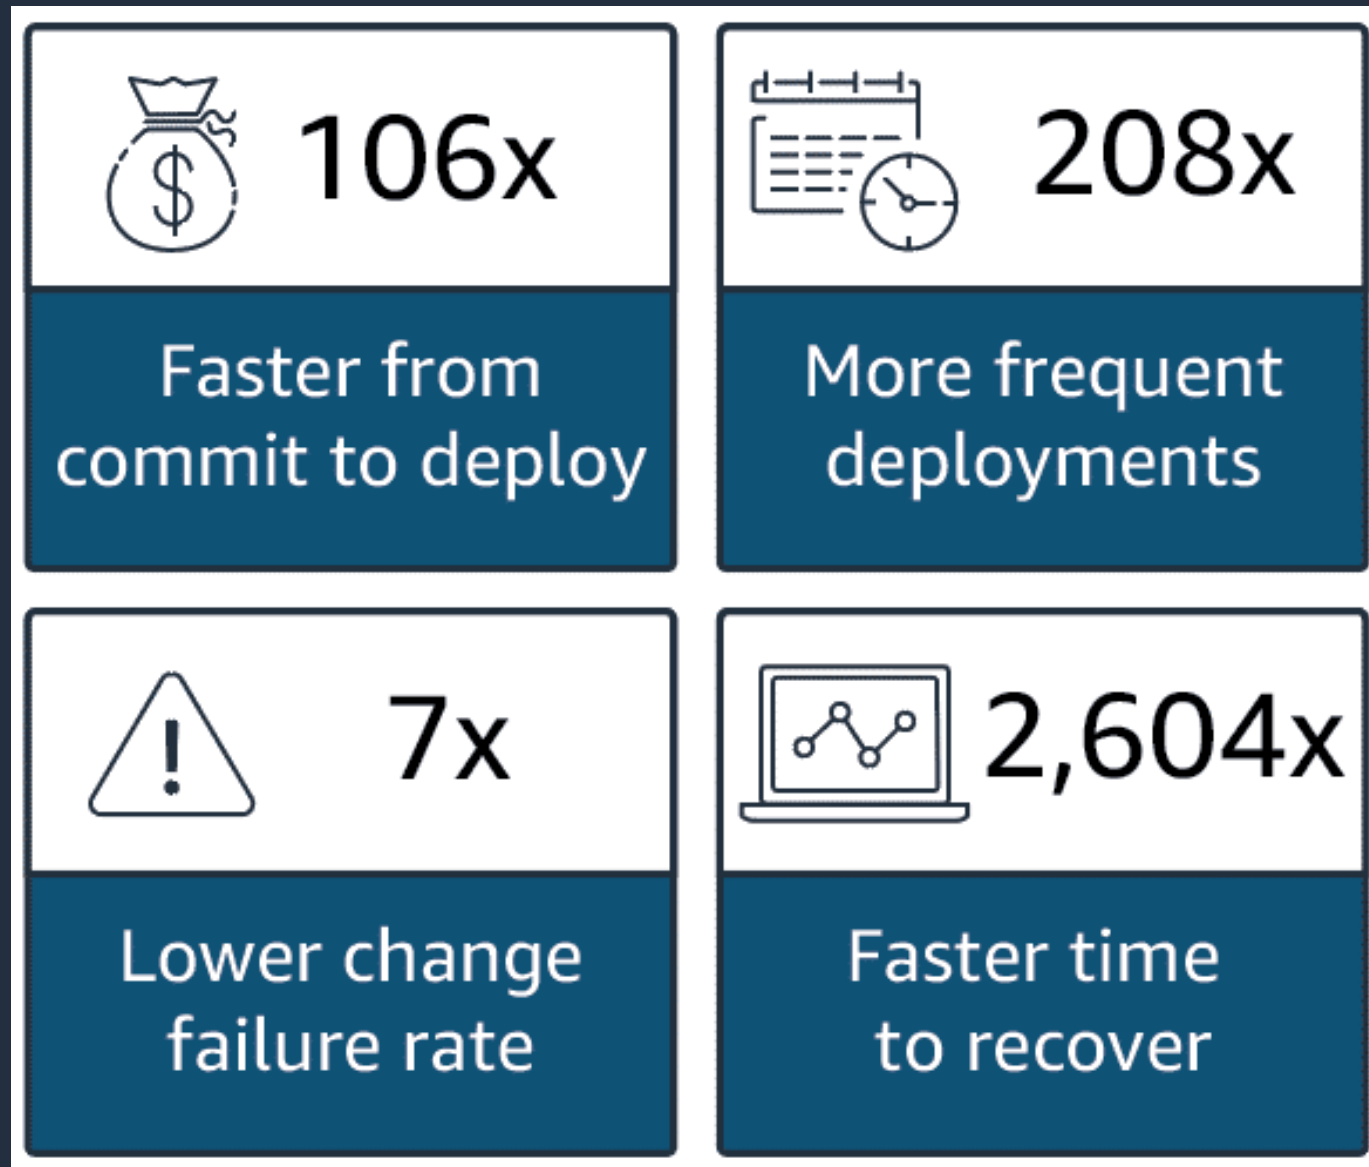 106x
Faster from
commit to deploy
208x
More frequent
deployments
7x
Lower change
failure rate
2,604x
Faster time
to recover